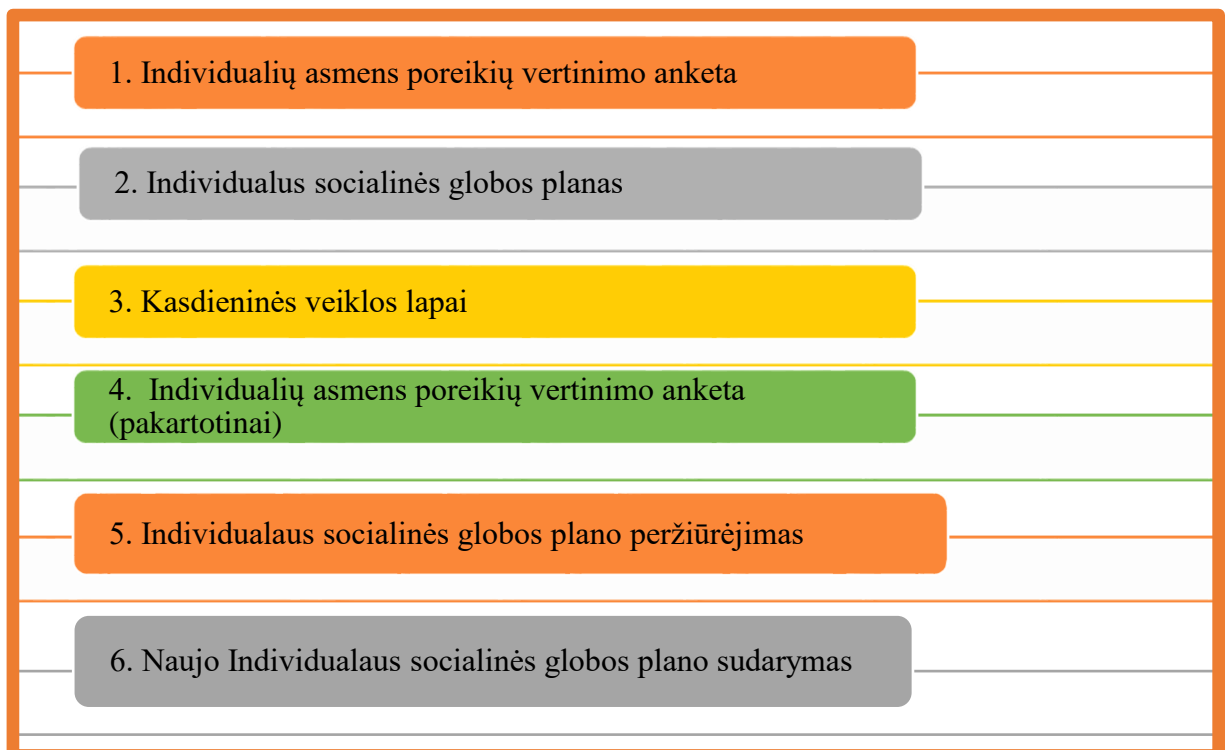 1. Individualių asmens poreikių vertinimo anketa
2. Individualus socialinės globos planas
3. Kasdieninės veiklos lapai
4. Individualių asmens poreikių vertinimo anketa
(pakartotinai)
5. Individualaus socialinės globos plano peržiūrėjimas
6. Naujo Individualaus socialinės globos plano sudarymas